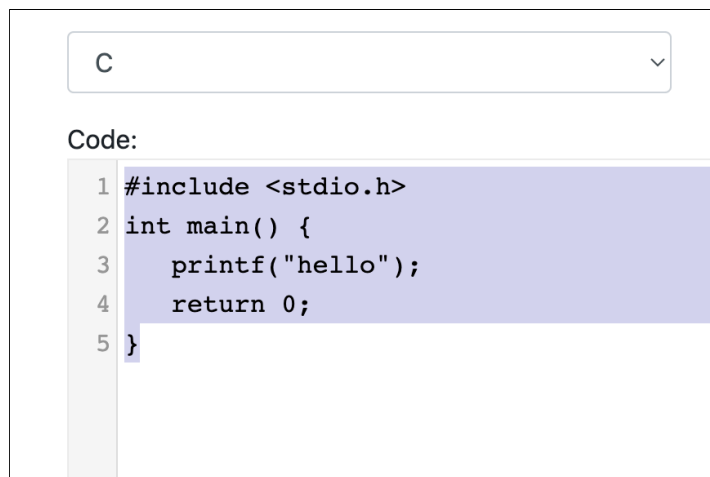 C
Code:
1 #include <stdio.h>
2 int main() {
3    printf("hello");
4    return 0;
5 }